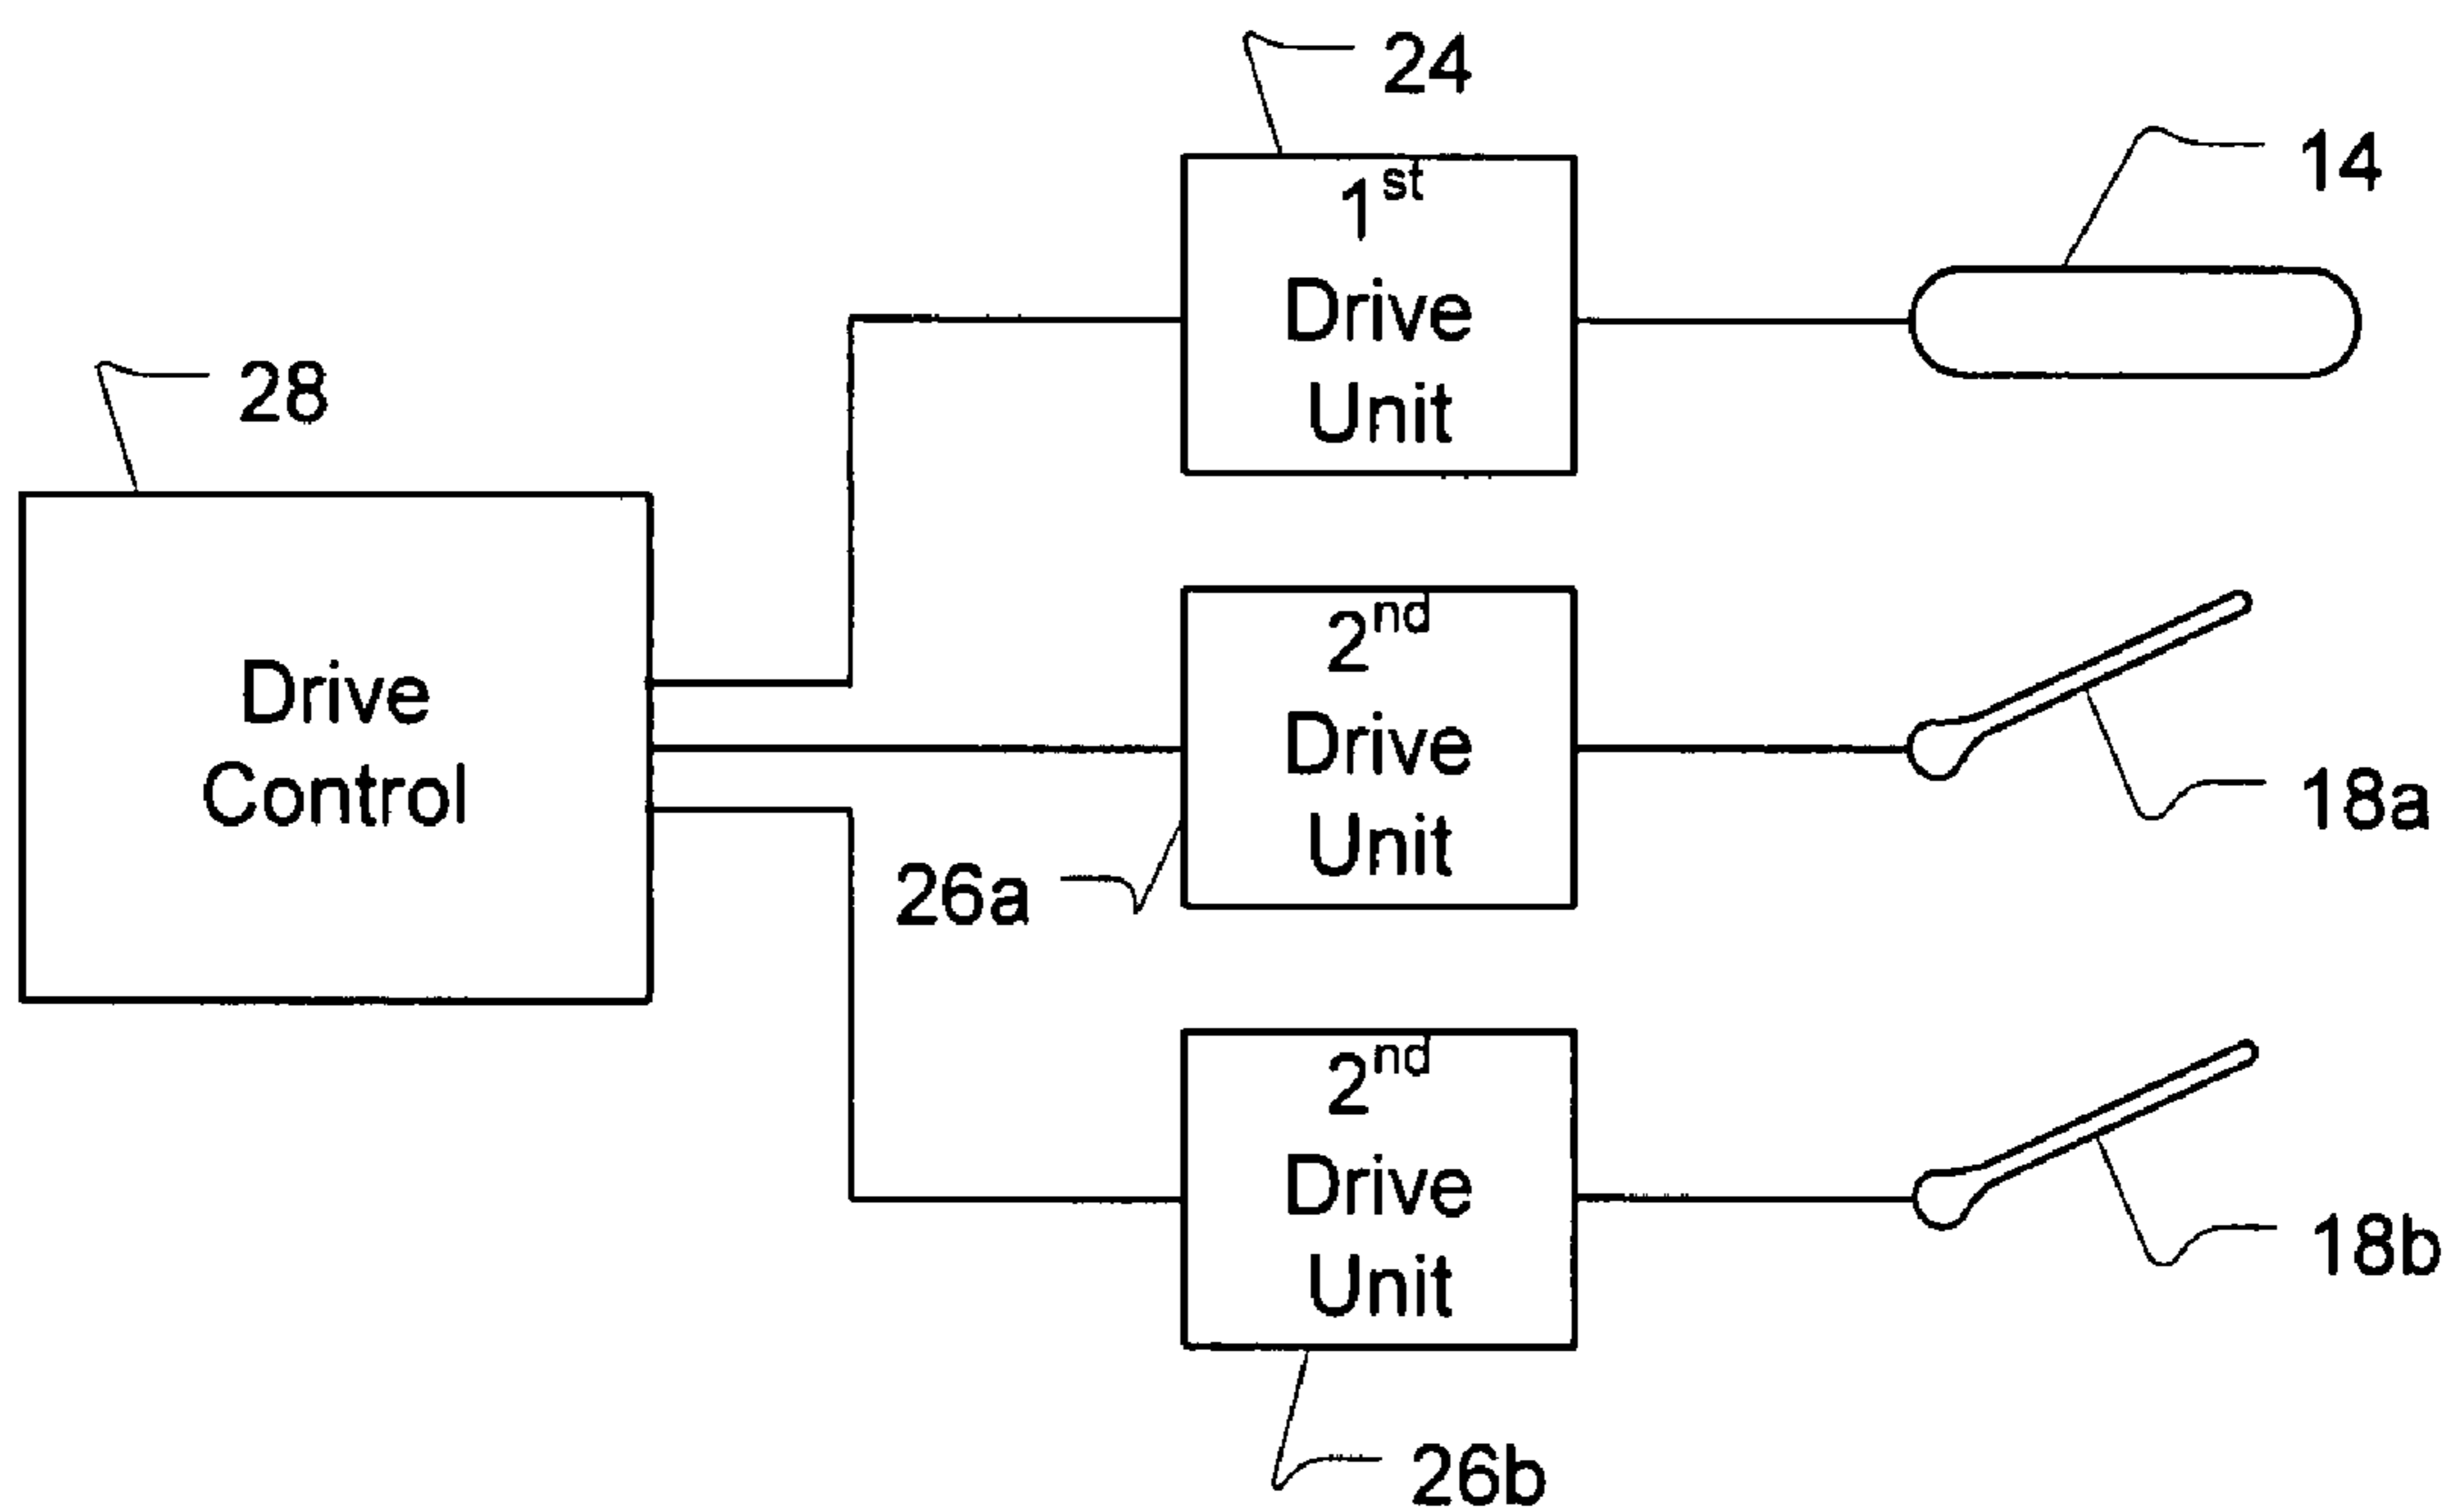 24
1st
Drive
Unit
14
28
Drive
Control
2nd
Drive
Unit
26a
18a
2nd
Drive
Unit
26b
18b